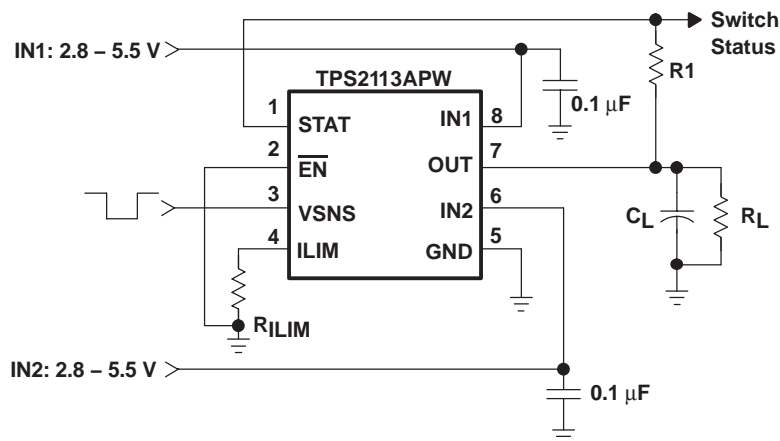 Switch
Status
IN1: 2.8 – 5.5 V
R1
TPS2113APW
0.1 μF
1
STAT
IN1
8
2
EN
OUT
7
3
VSNS
IN2
6
4
ILIM
GND
5
CL
RL
RILIM
IN2: 2.8 – 5.5 V
0.1 μF